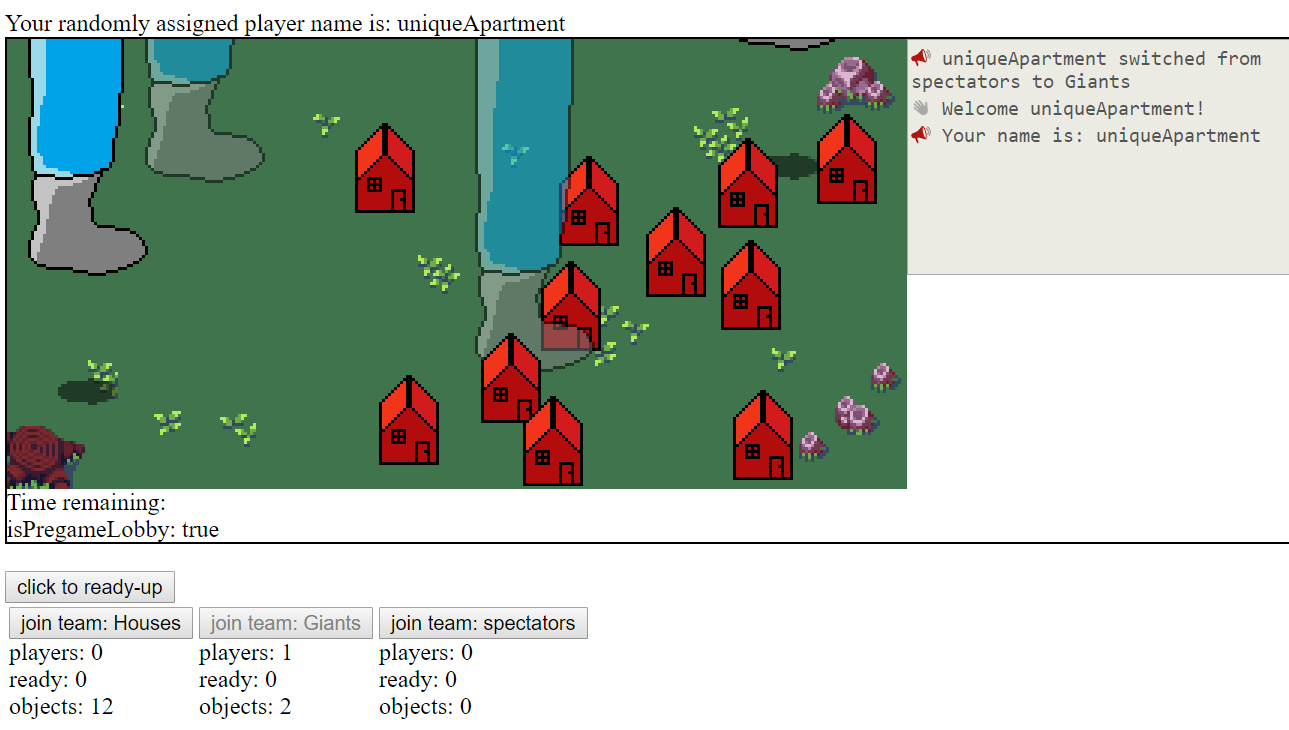 Your randomly assigned player name is: uniqueApartment
uniqueApartment switched from
spectators to Giants
Welcome uniqueApartment!
Your name is: uniqueApartment
Time remaining:
isPregameLobby: true
click to ready-up
join team: Houses join team: Giants join team: spectators
players: 0 players: 1 players: 0
ready: 0 ready: 0 ready: 0
objects: 12 objects: 2 objects: 0